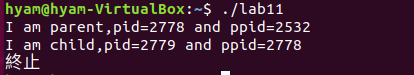 hyam@hyam-VirtualBox:~$ ./lab11
I am parent,pid=2778 and ppid=2532
I am child,pid=2779 and ppid=2778
終止